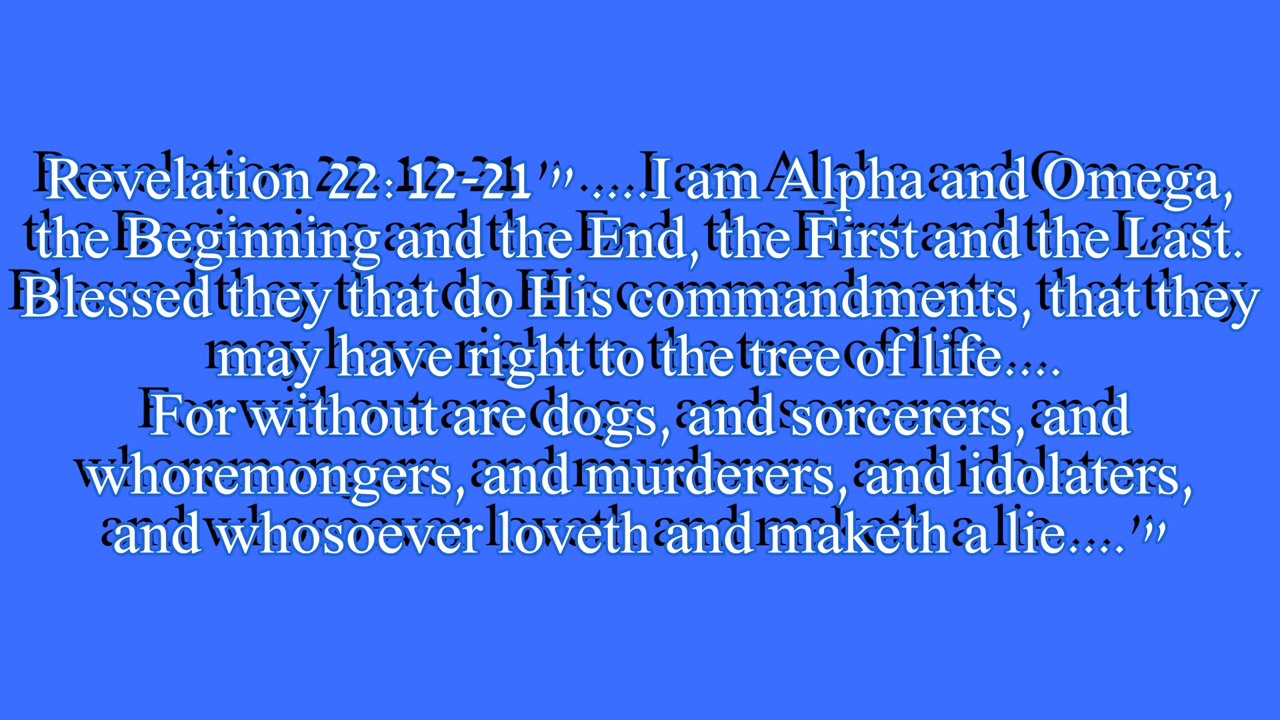 Revelation 22:12-21 ".....I am Alpha and Omega,
the Beginning and the End, the First and the Last.
Blessed they that do His commandments, that they
may have right to the tree of life....
For without are dogs, and sorcerers, and
whoremongers, and murderers, and idolaters,
and whosoever loveth and maketh a lie...."